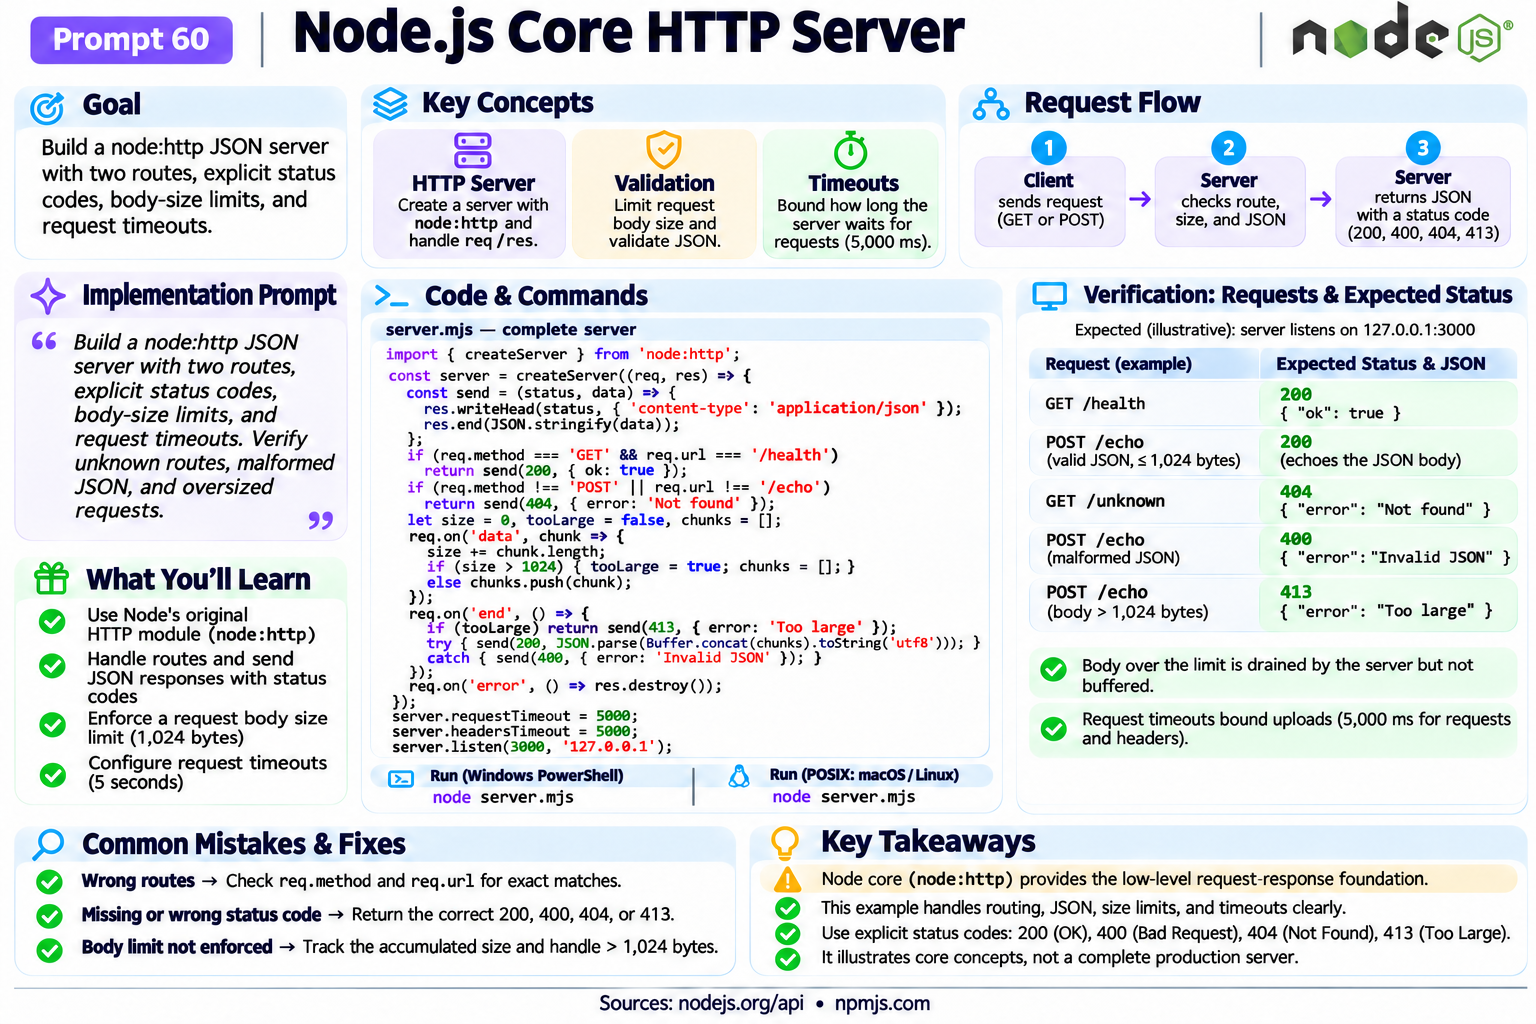 Prompt 60
Node.js Core HTTP Server
node JS ®
Goal
Build a node:http JSON server
with two routes, explicit status
codes, body-size limits, and
request timeouts.
Key Concepts
HTTP Server
Create a server with
node:http and
handle req/res.
Validation
Limit request
body size and
validate JSON.
Timeouts
Bound how long the
server waits for
requests (5,000 ms).
Request Flow
1
Client
sends request
(GET or POST)
2
Server
checks route,
size, and JSON
3
Server
returns JSON
with a status code
(200, 400, 404, 413)
Implementation Prompt
“ Build a node:http JSON
server with two routes,
explicit status codes,
body-size limits, and
request timeouts. Verify
unknown routes, malformed
JSON, and oversized
requests. ”
What You’ll Learn
Use Node's original
HTTP module (node:http)
Handle routes and send
JSON responses with status
codes
Enforce a request body size
limit (1,024 bytes)
Configure request timeouts
(5 seconds)
>_ Code & Commands
server.mjs — complete server
import { createServer } from 'node:http';
const server = createServer((req, res) => {
const send = (status, data) => {
res.writeHead(status, { 'content-type': 'application/json' });
res.end(JSON.stringify(data));
};
if (req.method === 'GET' && req.url === '/health')
return send(200, { ok: true });
if (req.method !== 'POST' || req.url !== '/echo')
return send(404, { error: 'Not found' });
let size = 0, tooLarge = false, chunks = [];
req.on('data', chunk => {
size += chunk.length;
if (size > 1024) { tooLarge = true; chunks = []; }
else chunks.push(chunk);
});
req.on('end', () => {
if (tooLarge) return send(413, { error: 'Too large' });
try { send(200, JSON.parse(Buffer.concat(chunks).toString('utf8'))); }
catch { send(400, { error: 'Invalid JSON' }); }
});
req.on('error', () => res.destroy());
});
server.requestTimeout = 5000;
server.headersTimeout = 5000;
server.listen(3000, '127.0.0.1');
Run (Windows PowerShell)
node server.mjs
Run (POSIX: macOS/Linux)
node server.mjs
Verification: Requests & Expected Status
Expected (illustrative): server listens on 127.0.0.1:3000
Request (example) Expected Status & JSON
GET /health
200
{ "ok": true }
POST /echo
(valid JSON, ≤ 1,024 bytes)
200
(echoes the JSON body)
GET /unknown
404
{ "error": "Not found" }
POST /echo
(malformed JSON)
400
{ "error": "Invalid JSON" }
POST /echo
(body > 1,024 bytes)
413
{ "error": "Too large" }
Body over the limit is drained by the server but not
buffered.
Request timeouts bound uploads (5,000 ms for requests
and headers).
Common Mistakes & Fixes
Wrong routes → Check req.method and req.url for exact matches.
Missing or wrong status code → Return the correct 200, 400, 404, or 413.
Body limit not enforced → Track the accumulated size and handle > 1,024 bytes.
Key Takeaways
Node core (node:http) provides the low-level request-response foundation.
This example handles routing, JSON, size limits, and timeouts clearly.
Use explicit status codes: 200 (OK), 400 (Bad Request), 404 (Not Found), 413 (Too Large).
It illustrates core concepts, not a complete production server.
Sources: nodejs.org/api • npmjs.com